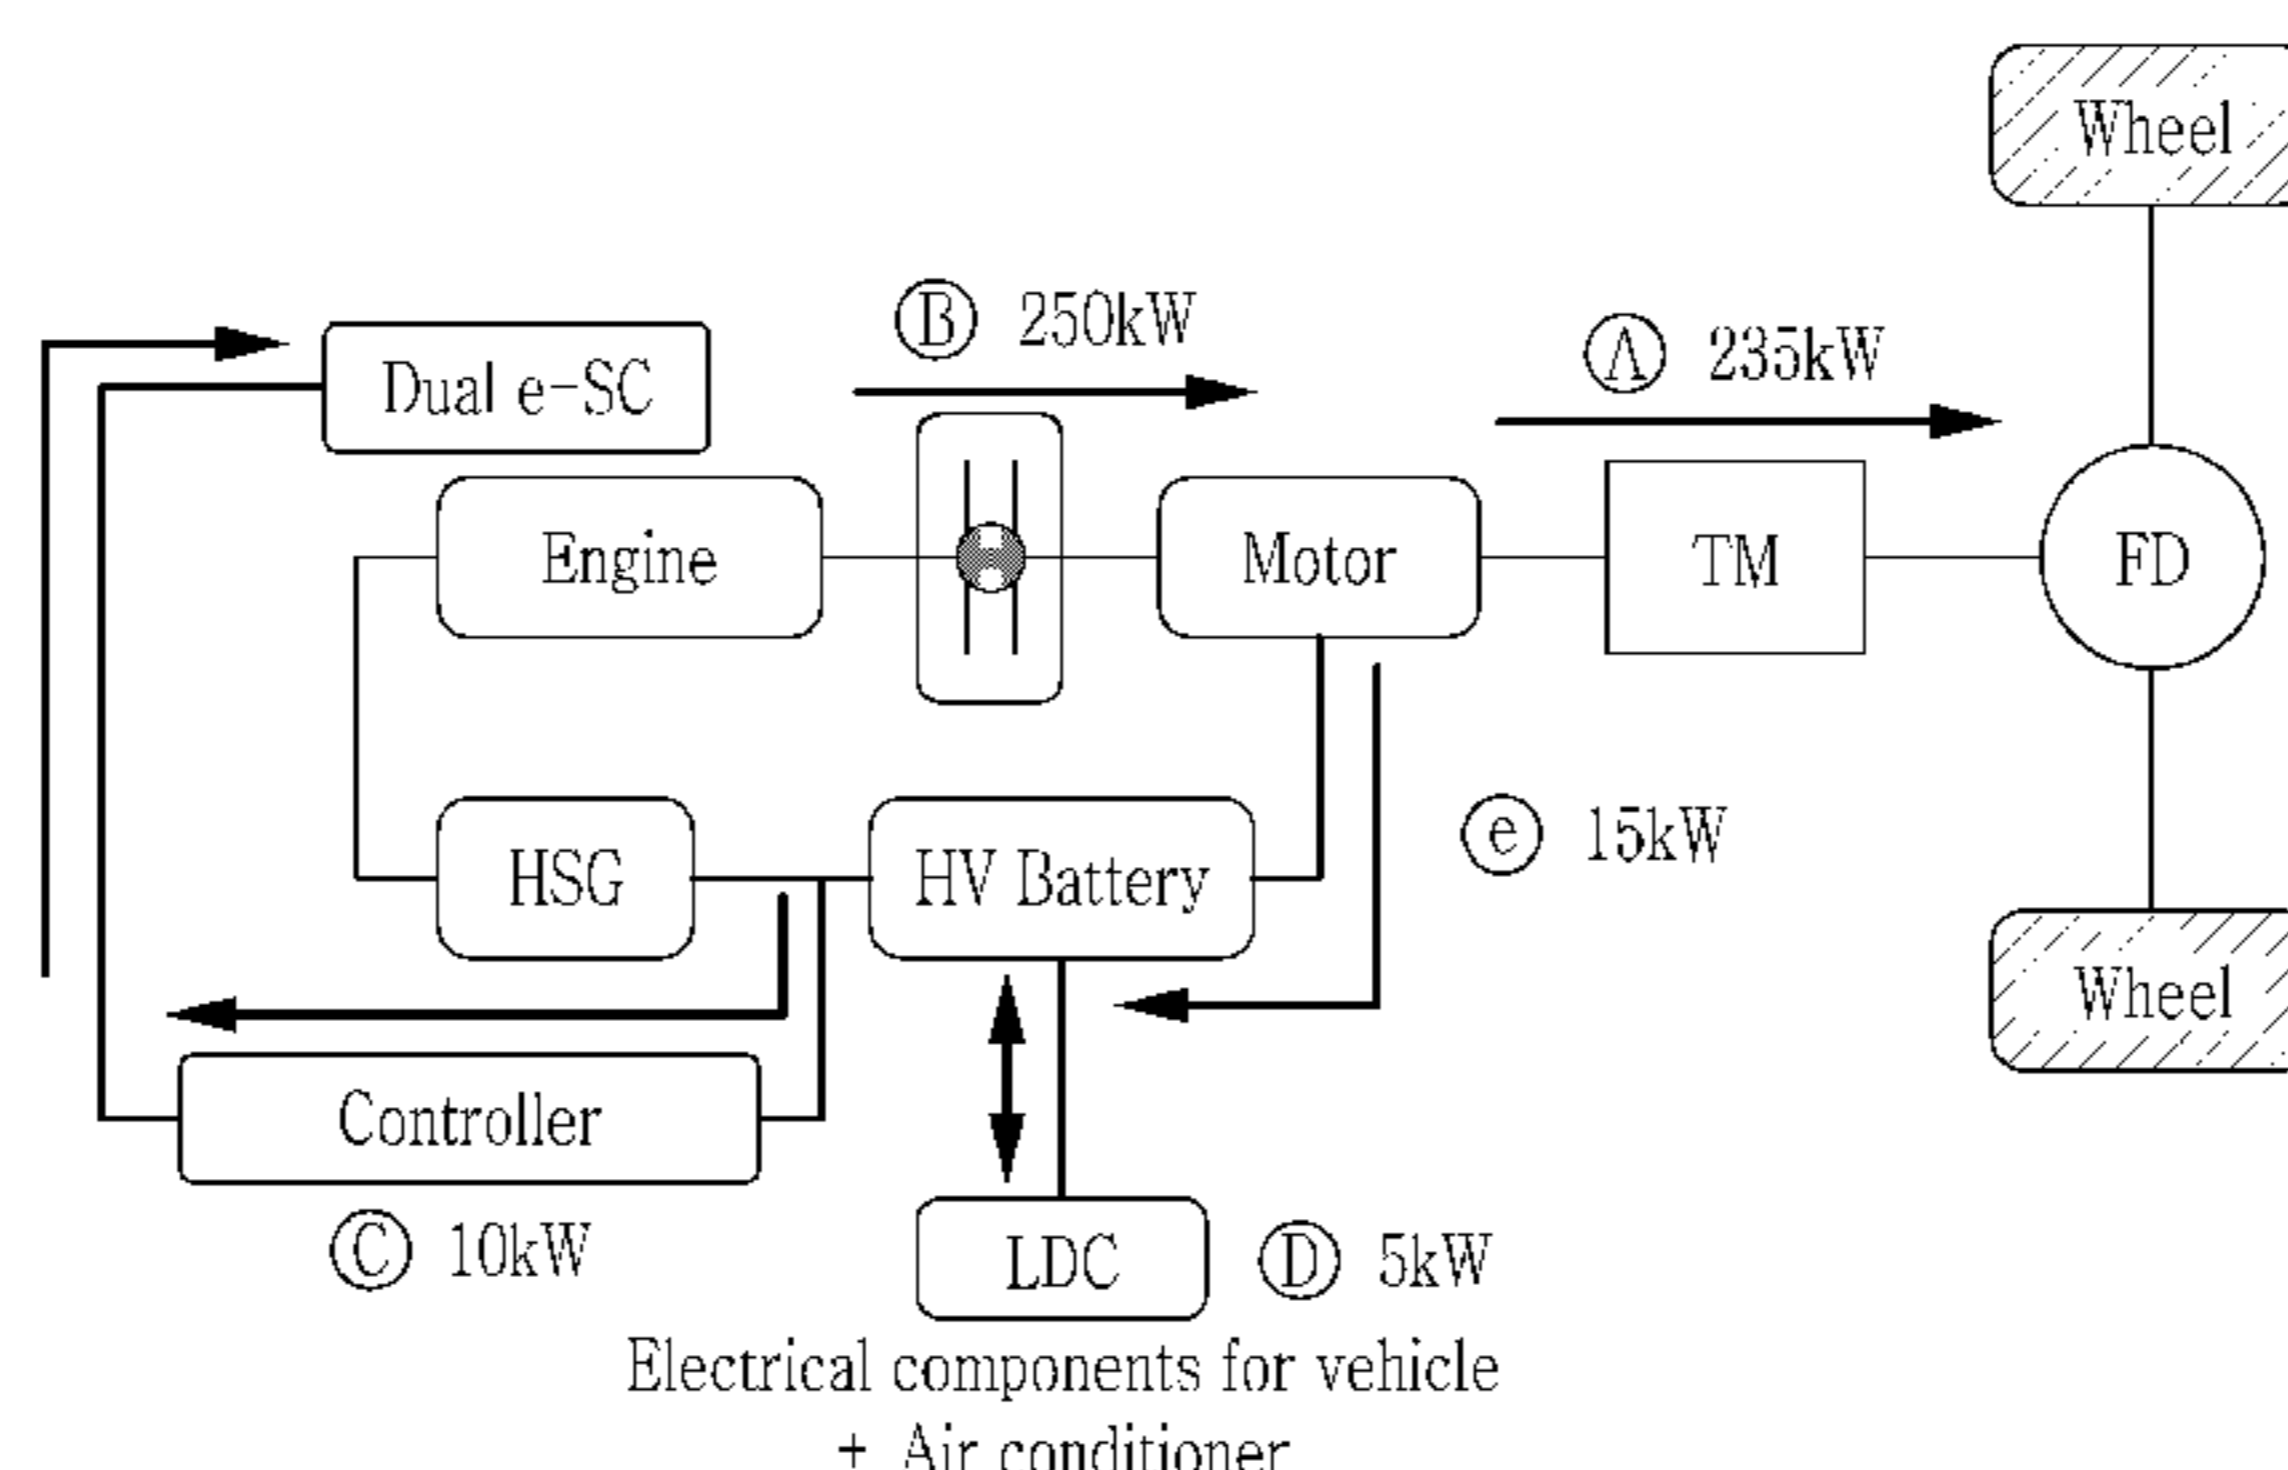 Wheel
Ⓑ 250kW
Ⓐ 235kW
Dual e-SC
Engine
Motor
TM
FD
ⓔ 15kW
HSG
HV Battery
Wheel
Controller
Ⓒ 10kW
LDC
Ⓓ 5kW
Electrical components for vehicle
+ Air conditioner